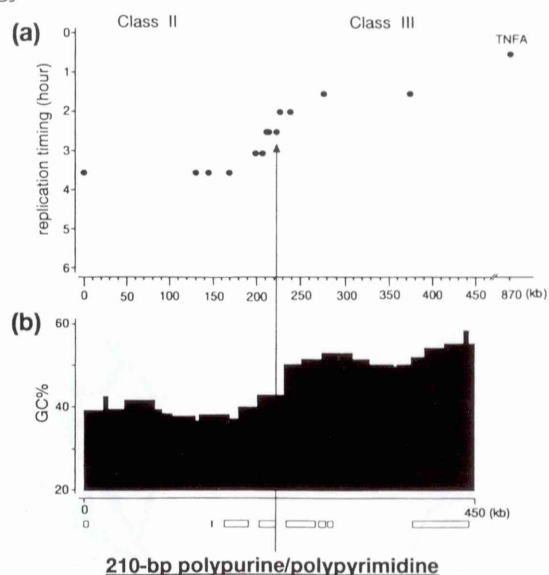 Class II
Class III
(a)
TNFA
replication timing (hour)
0
1
2
3
4
5
6
0 50 100 150 200 250 300 350 400 450 870 (kb)
(b)
GC%
60
40
20
0 450 (kb)
210-bp polypurine/polypyrimidine